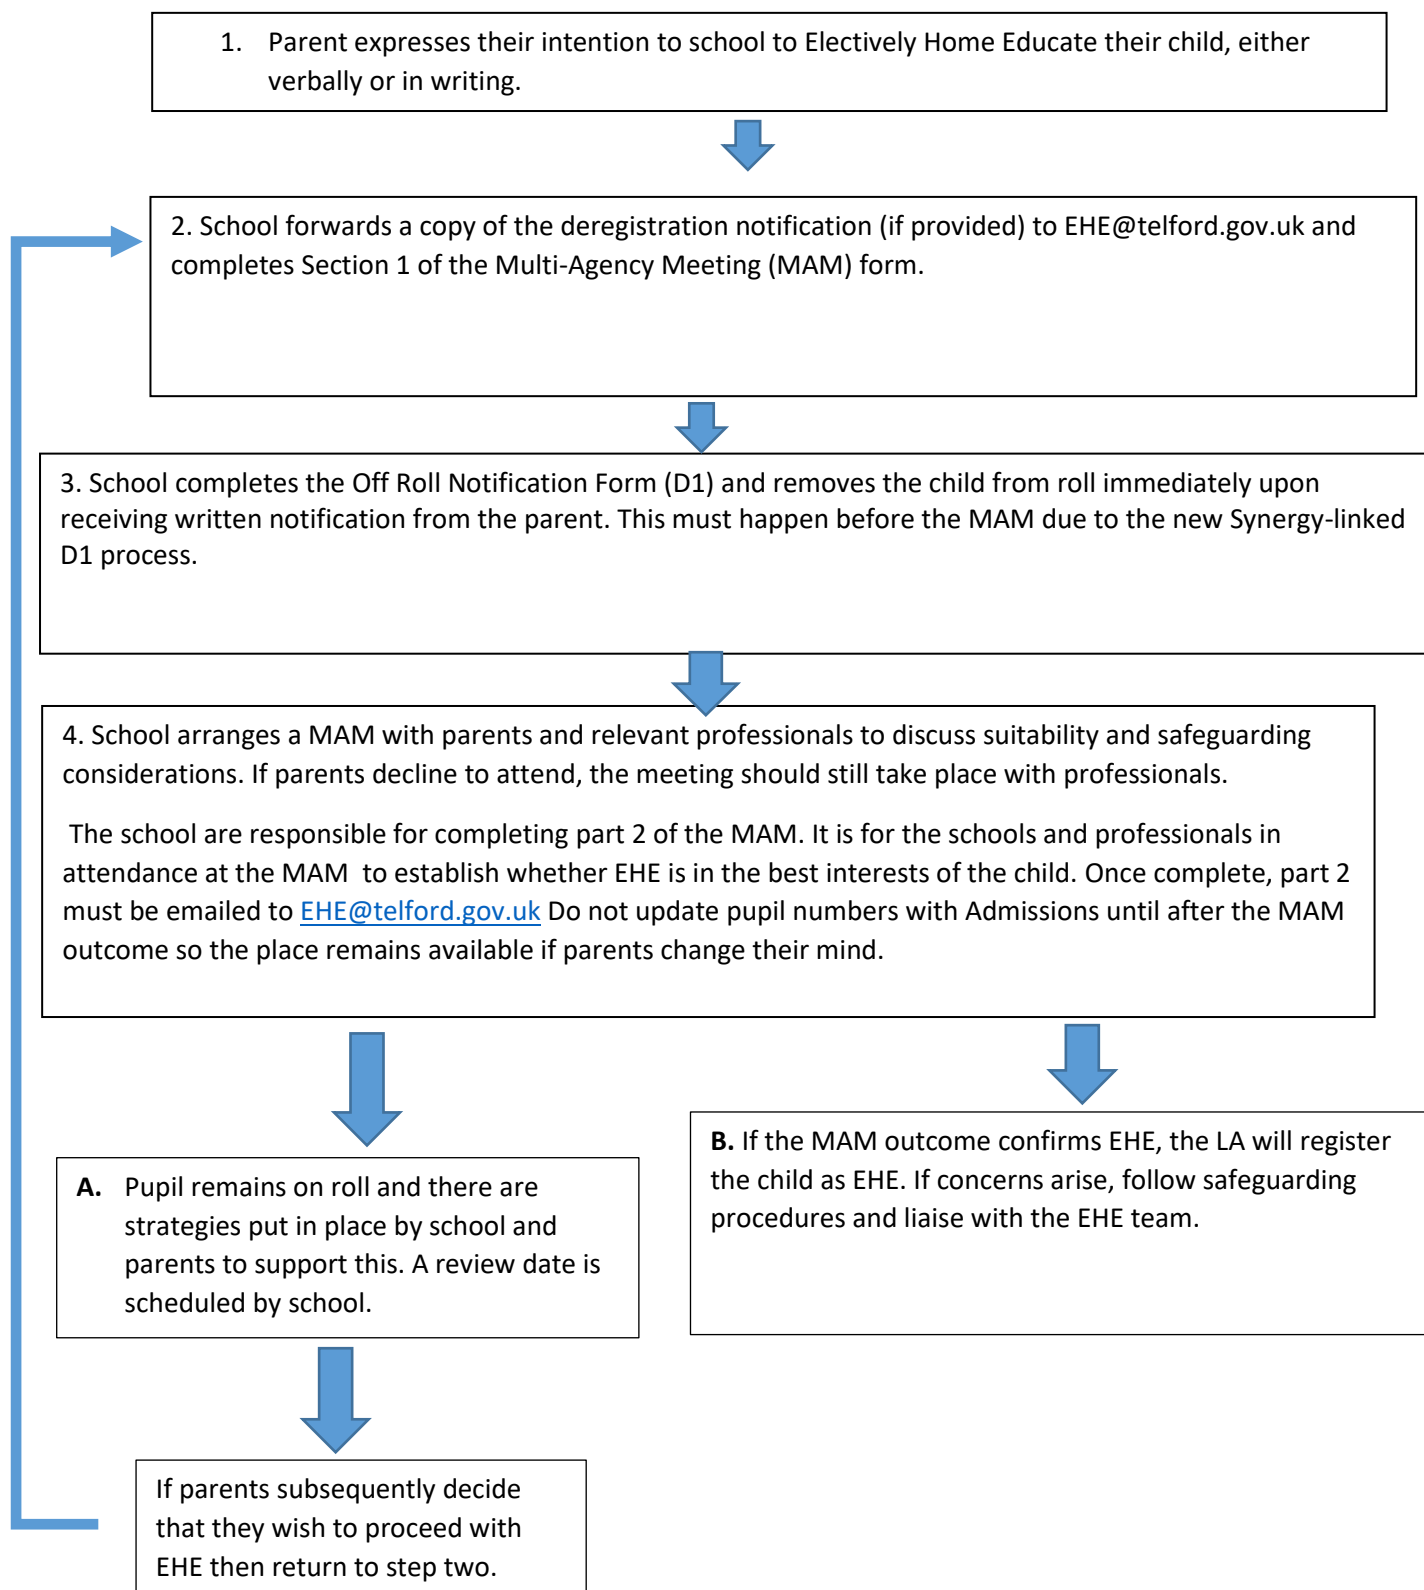 1. Parent expresses their intention to school to Electively Home Educate their child, either
verbally or in writing.
2. School forwards a copy of the deregistration notification (if provided) to EHE@telford.gov.uk and
completes Section 1 of the Multi-Agency Meeting (MAM) form.
3. School completes the Off Roll Notification Form (D1) and removes the child from roll immediately upon
receiving written notification from the parent. This must happen before the MAM due to the new Synergy-linked
D1 process.
4. School arranges a MAM with parents and relevant professionals to discuss suitability and safeguarding
considerations. If parents decline to attend, the meeting should still take place with professionals.
The school are responsible for completing part 2 of the MAM. It is for the schools and professionals in
attendance at the MAM to establish whether EHE is in the best interests of the child. Once complete, part 2
must be emailed to EHE@telford.gov.uk Do not update pupil numbers with Admissions until after the MAM
outcome so the place remains available if parents change their mind.
A. Pupil remains on roll and there are
strategies put in place by school and
parents to support this. A review date is
scheduled by school.
B. If the MAM outcome confirms EHE, the LA will register
the child as EHE. If concerns arise, follow safeguarding
procedures and liaise with the EHE team.
If parents subsequently decide
that they wish to proceed with
EHE then return to step two.